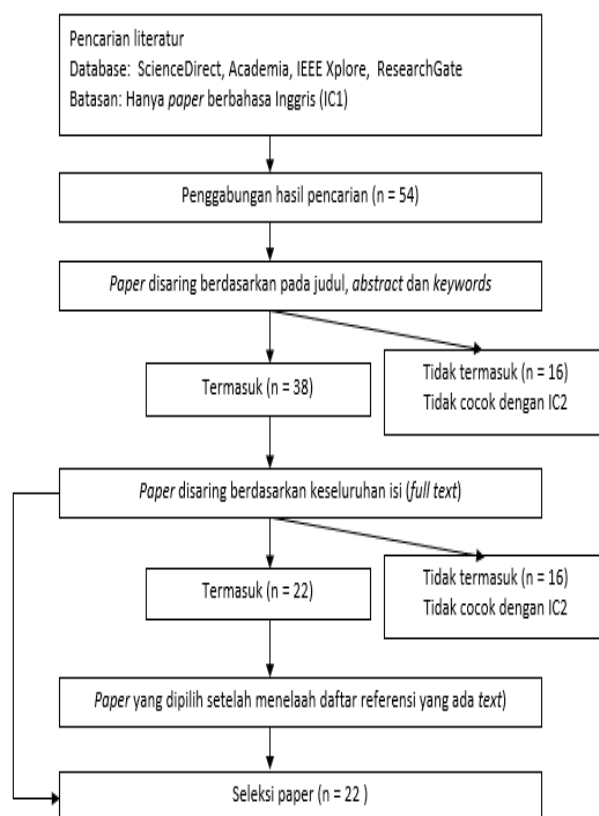 Pencarian literatur
Database: ScienceDirect, Academia, IEEE Xplore, ResearchGate
Batasan: Hanya paper berbahasa Inggris (IC1)
Penggabungan hasil pencarian (n = 54)
Paper disaring berdasarkan pada judul, abstract dan keywords
Termasuk (n = 38)
Tidak termasuk (n = 16)
Tidak cocok dengan IC2
Paper disaring berdasarkan keseluruhan isi (full text)
Termasuk (n = 22)
Tidak termasuk (n = 16)
Tidak cocok dengan IC2
Paper yang dipilih setelah menelaah daftar referensi yang ada text)
Seleksi paper (n = 22 )